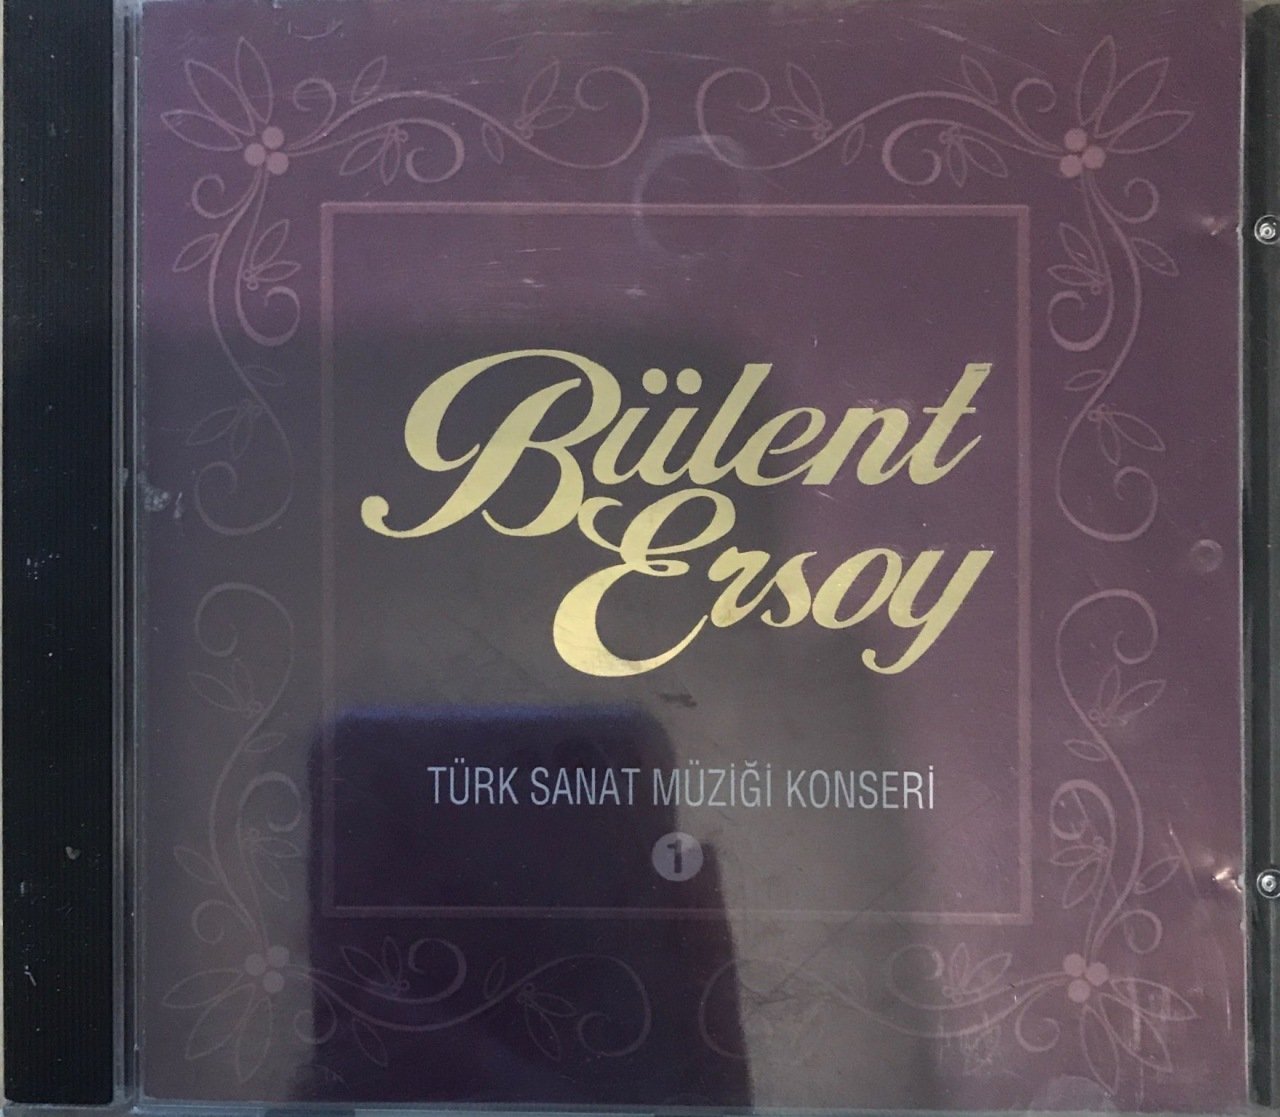 Bülent
Ersoy
TÜRK SANAT MÜZİĞİ KONSERİ
1